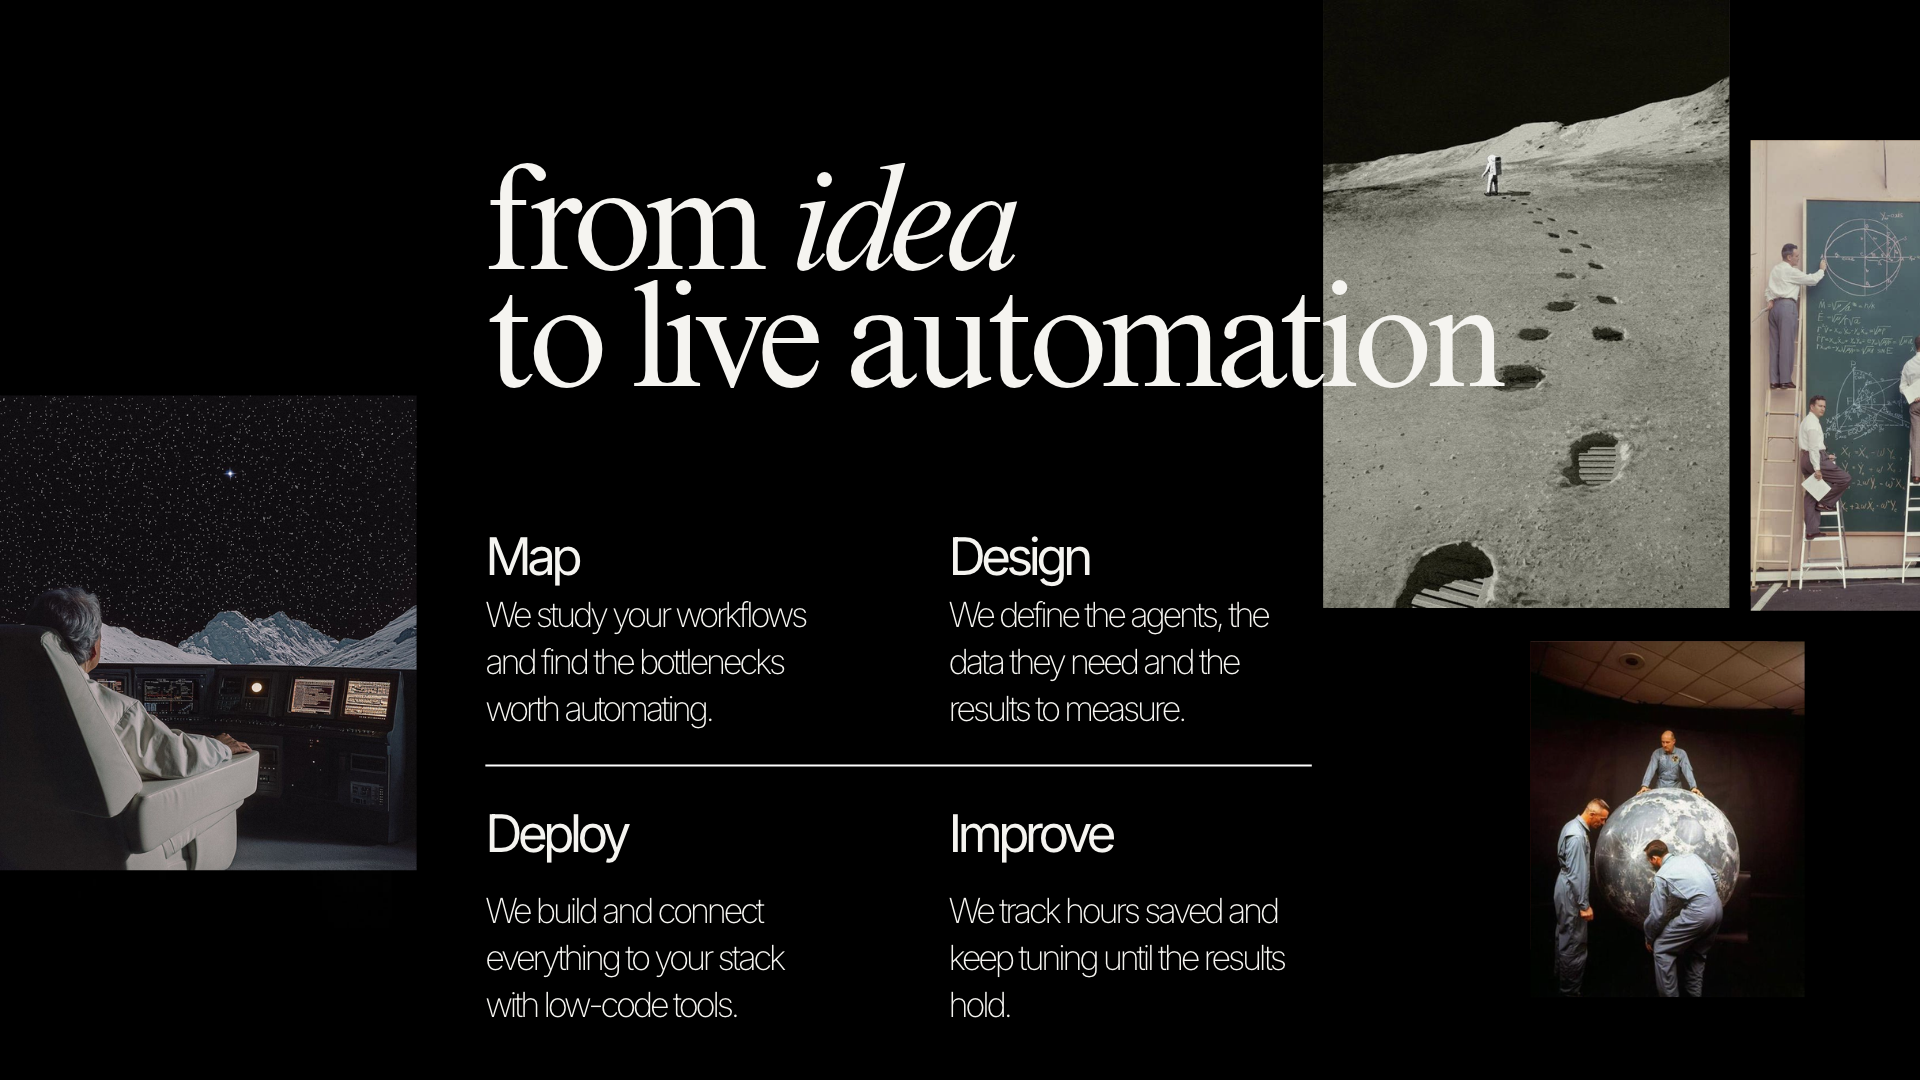 from idea
to live automation
Map
We study your workflows
and find the bottlenecks
worth automating.
Design
We define the agents, the
data they need and the
results to measure.
Deploy
We build and connect
everything to your stack
with low-code tools.
Improve
We track hours saved and
keep tuning until the results
hold.